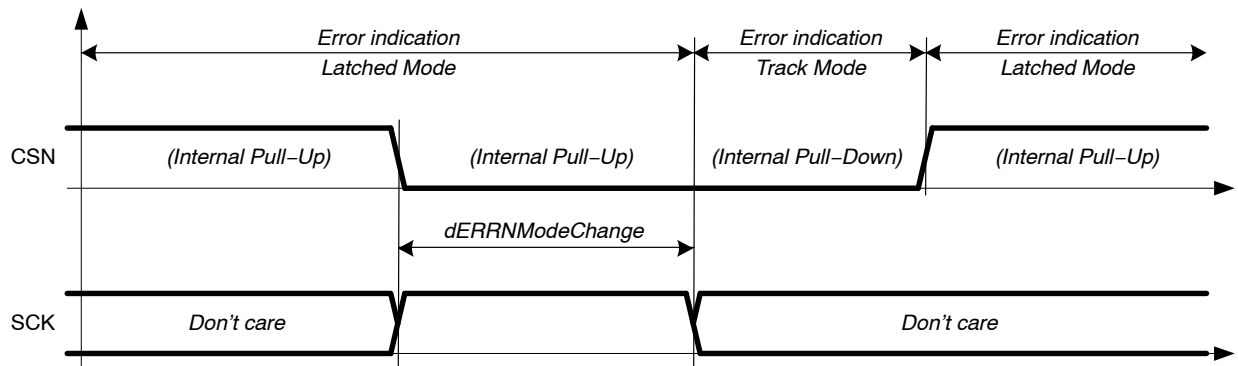 Error indication
Latched Mode
Error indication
Track Mode
Error indication
Latched Mode
CSN
(Internal Pull−Up)
(Internal Pull−Up)
(Internal Pull−Down)
(Internal Pull−Up)
dERRNModeChange
SCK
Don't care
Don't care